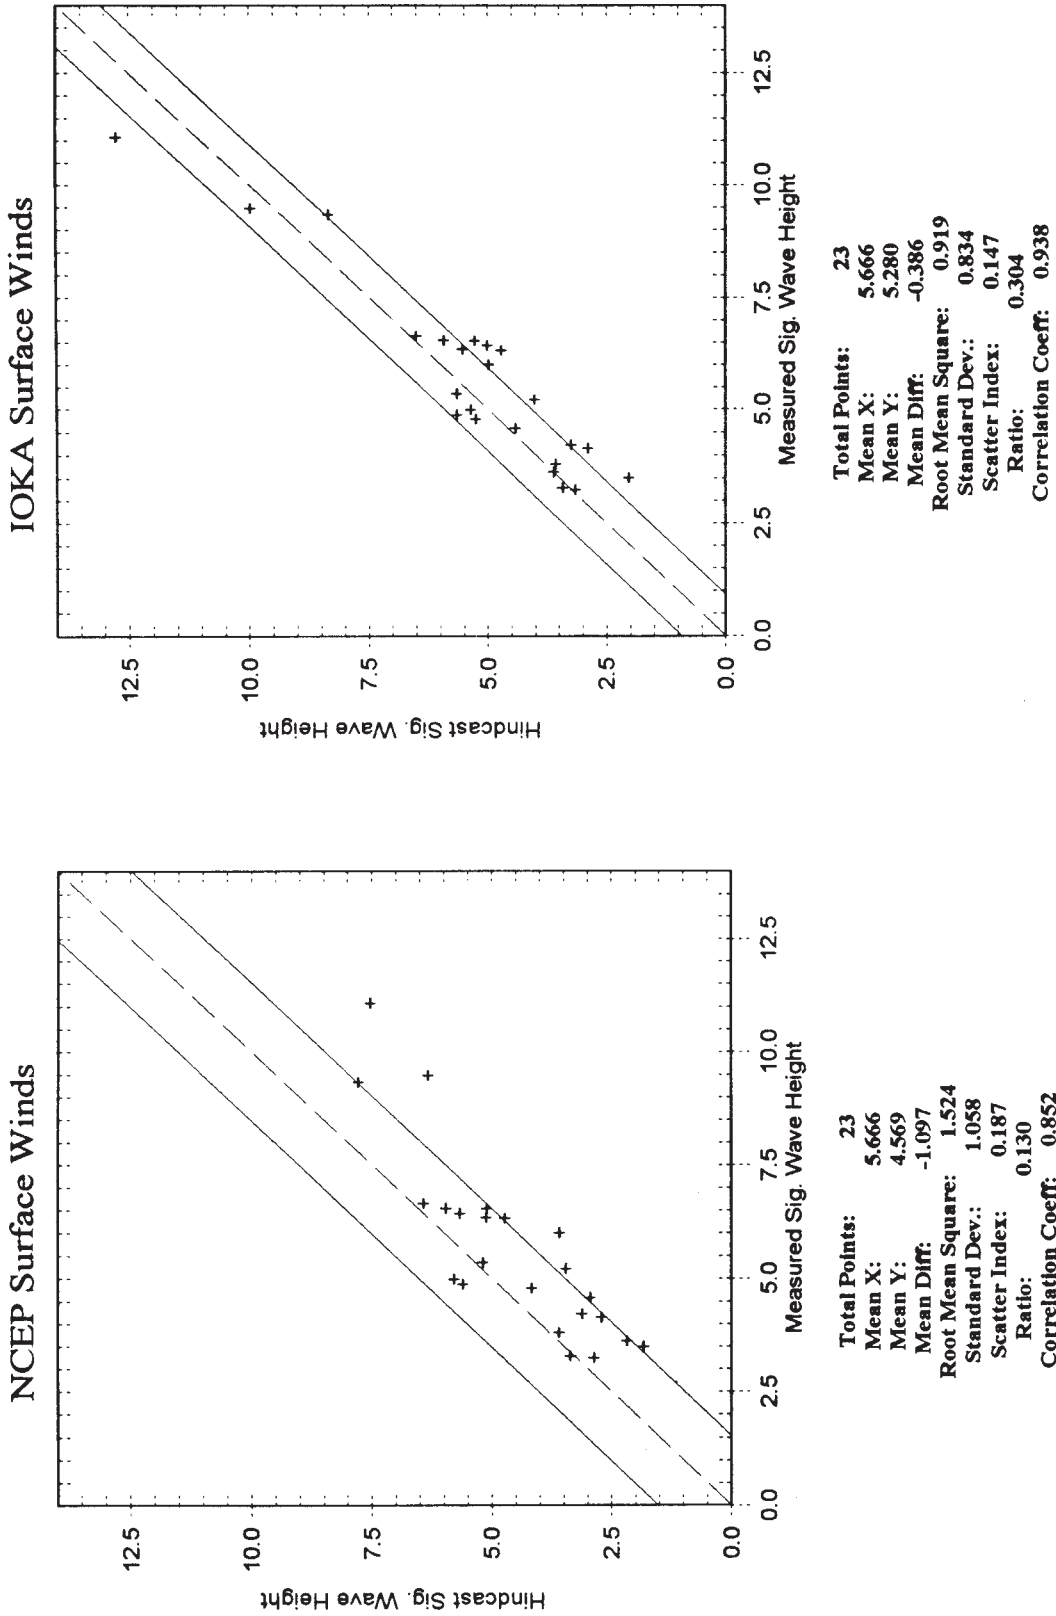 NCEP Surface Winds
Hindcast Sig. Wave Height
12.5
10.0
7.5
5.0
2.5
0.0
0.0 2.5 5.0 7.5 10.0 12.5
Measured Sig. Wave Height
Total Points: 23
Mean X: 5.666
Mean Y: 4.569
Mean Diff: -1.097
Root Mean Square: 1.524
Standard Dev.: 1.058
Scatter Index: 0.187
Ratio: 0.130
Correlation Coeff: 0.852
IOKA Surface Winds
Hindcast Sig. Wave Height
12.5
10.0
7.5
5.0
2.5
0.0
0.0 2.5 5.0 7.5 10.0 12.5
Measured Sig. Wave Height
Total Points: 23
Mean X: 5.666
Mean Y: 5.280
Mean Diff: -0.386
Root Mean Square: 0.919
Standard Dev.: 0.834
Scatter Index: 0.147
Ratio: 0.304
Correlation Coeff: 0.938